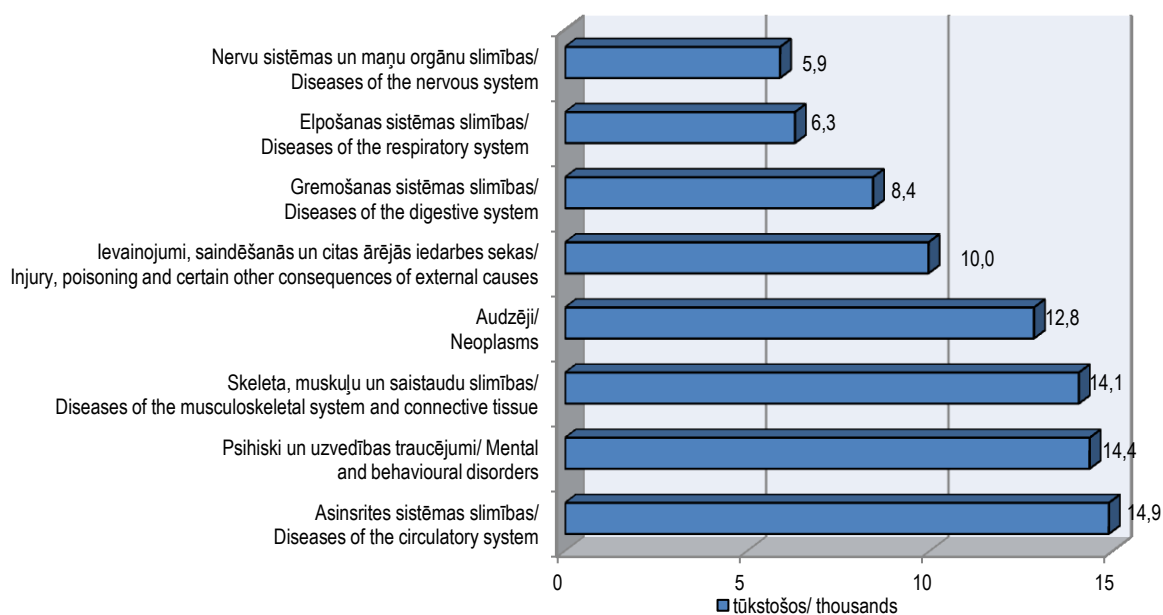 Nervu sistēmas un maņu orgānu slimības/
Diseases of the nervous system
5,9
Elpošanas sistēmas slimības/
Diseases of the respiratory system
6,3
Gremošanas sistēmas slimības/
Diseases of the digestive system
8,4
Ievainojumi, saindēšanās un citas ārējās iedarbes sekas/
Injury, poisoning and certain other consequences of external causes
10,0
Audzēji/
Neoplasms
12,8
Skeleta, muskuļu un saistaudu slimības/
Diseases of the musculoskeletal system and connective tissue
14,1
Psihiski un uzvedības traucējumi/ Mental
and behavioural disorders
14,4
Asinsrites sistēmas slimības/
Diseases of the circulatory system
14,9
0 5 10 15
tūkstošos/ thousands